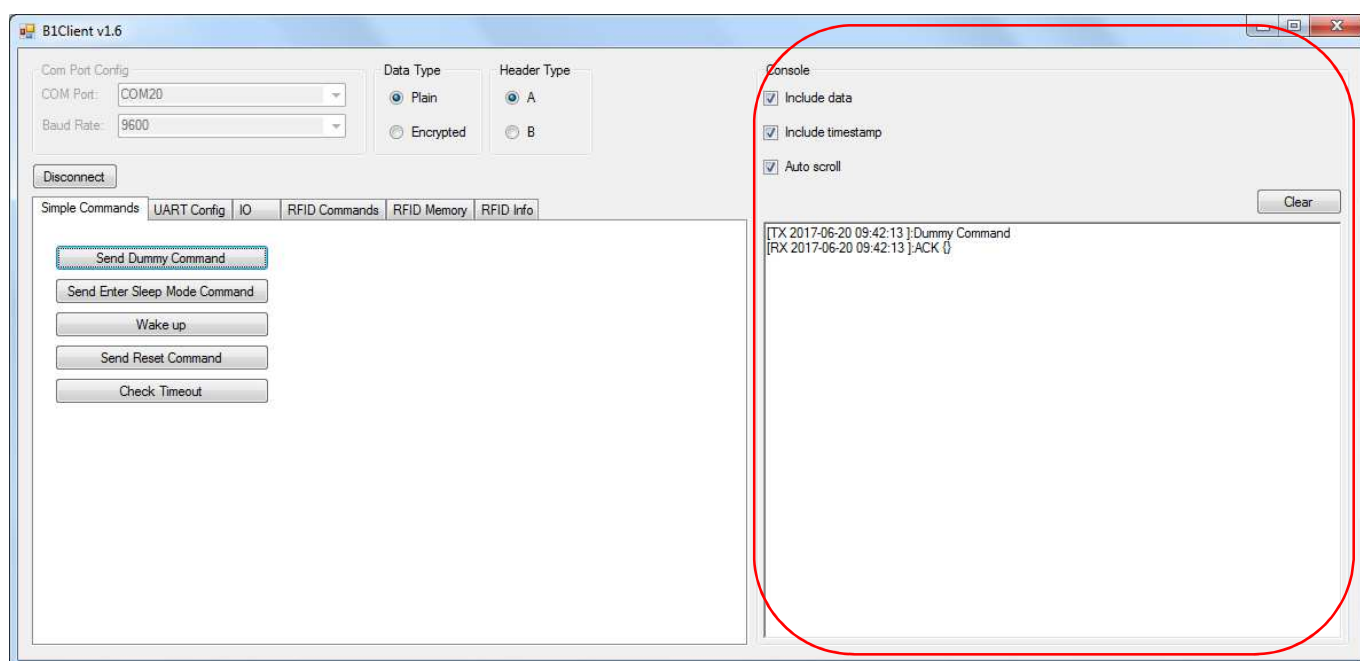 B1Client v1.6
Com Port Config
COM Port: COM20
Baud Rate: 9600
Data Type
Plain
Encrypted
Header Type
A
B
Disconnect
Simple Commands UART Config IO RFID Commands RFID Memory RFID Info
Send Dummy Command
Send Enter Sleep Mode Command
Wake up
Send Reset Command
Check Timeout
Console
Include data
Include timestamp
Auto scroll
Clear
[TX 2017-06-20 09:42:13 ]:Dummy Command
[RX 2017-06-20 09:42:13 ]:ACK {}